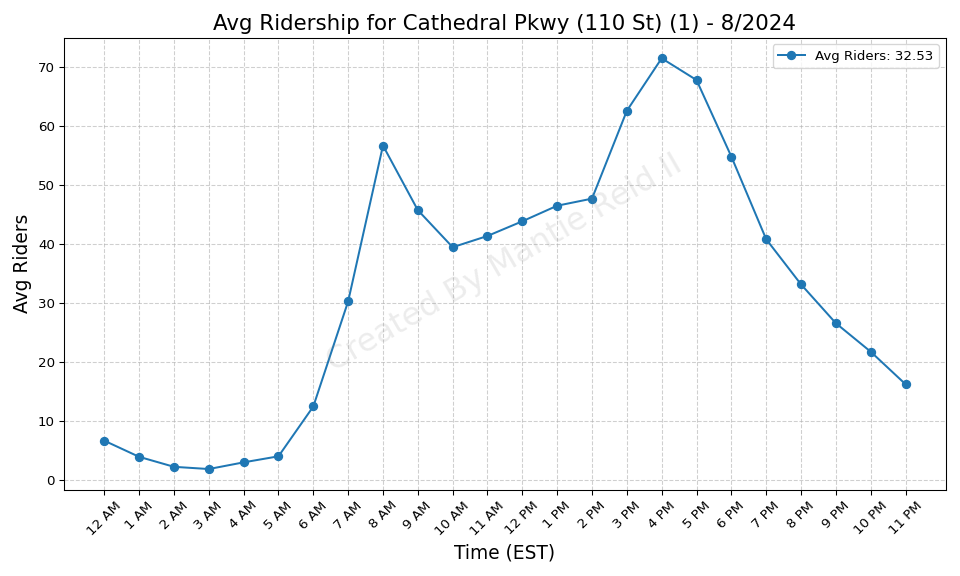 Avg Ridership for Cathedral Pkwy (110 St) (1) - 8/2024
Avg Riders: 32.53
Avg Riders
70
60
50
40
30
20
10
0
Created By Mantie Reid II
12 AM
1 AM
2 AM
3 AM
4 AM
5 AM
6 AM
7 AM
8 AM
9 AM
10 AM
11 AM
12 PM
1 PM
2 PM
3 PM
4 PM
5 PM
6 PM
7 PM
8 PM
9 PM
10 PM
11 PM
Time (EST)